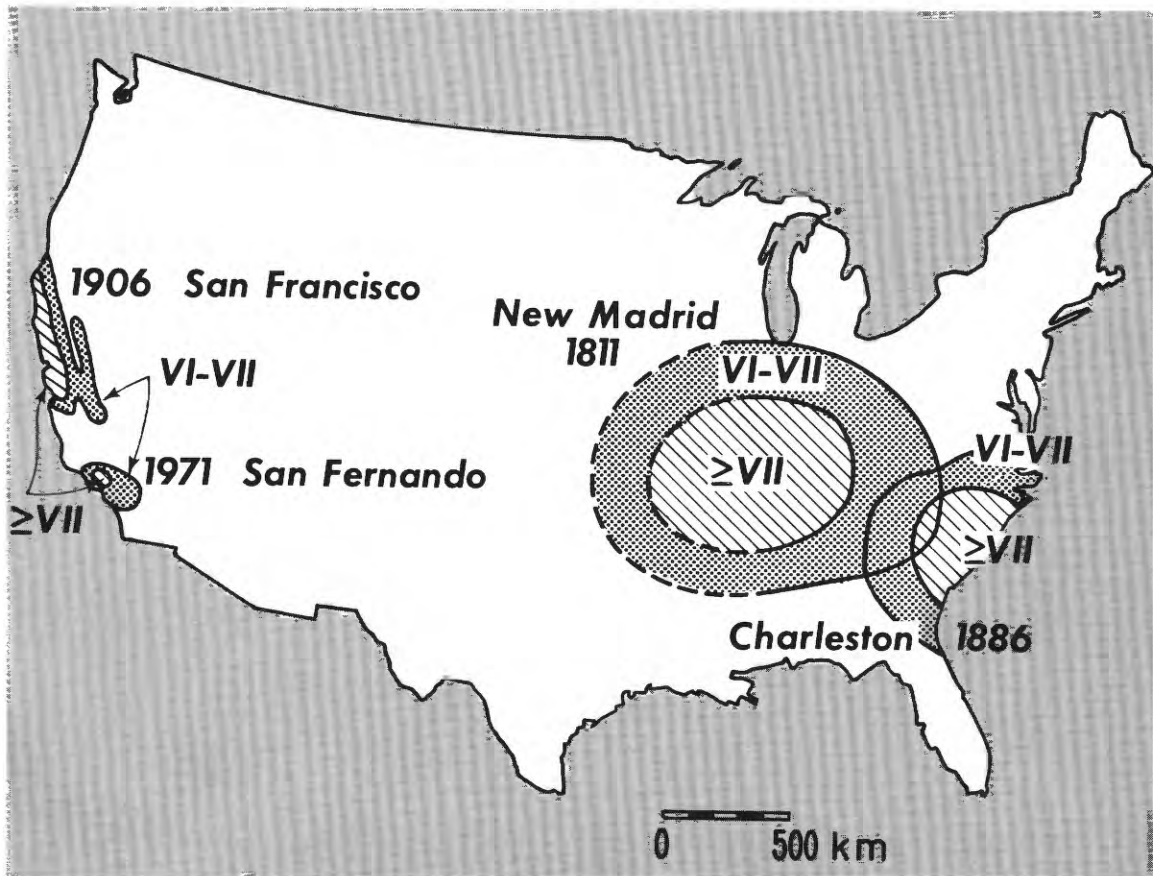 1906 San Francisco
New Madrid
1811
VI-VII
VI-VII
VI-VII
1971 San Fernando
≥VII
≥VII
≥VII
Charleston 1886
0 500 km